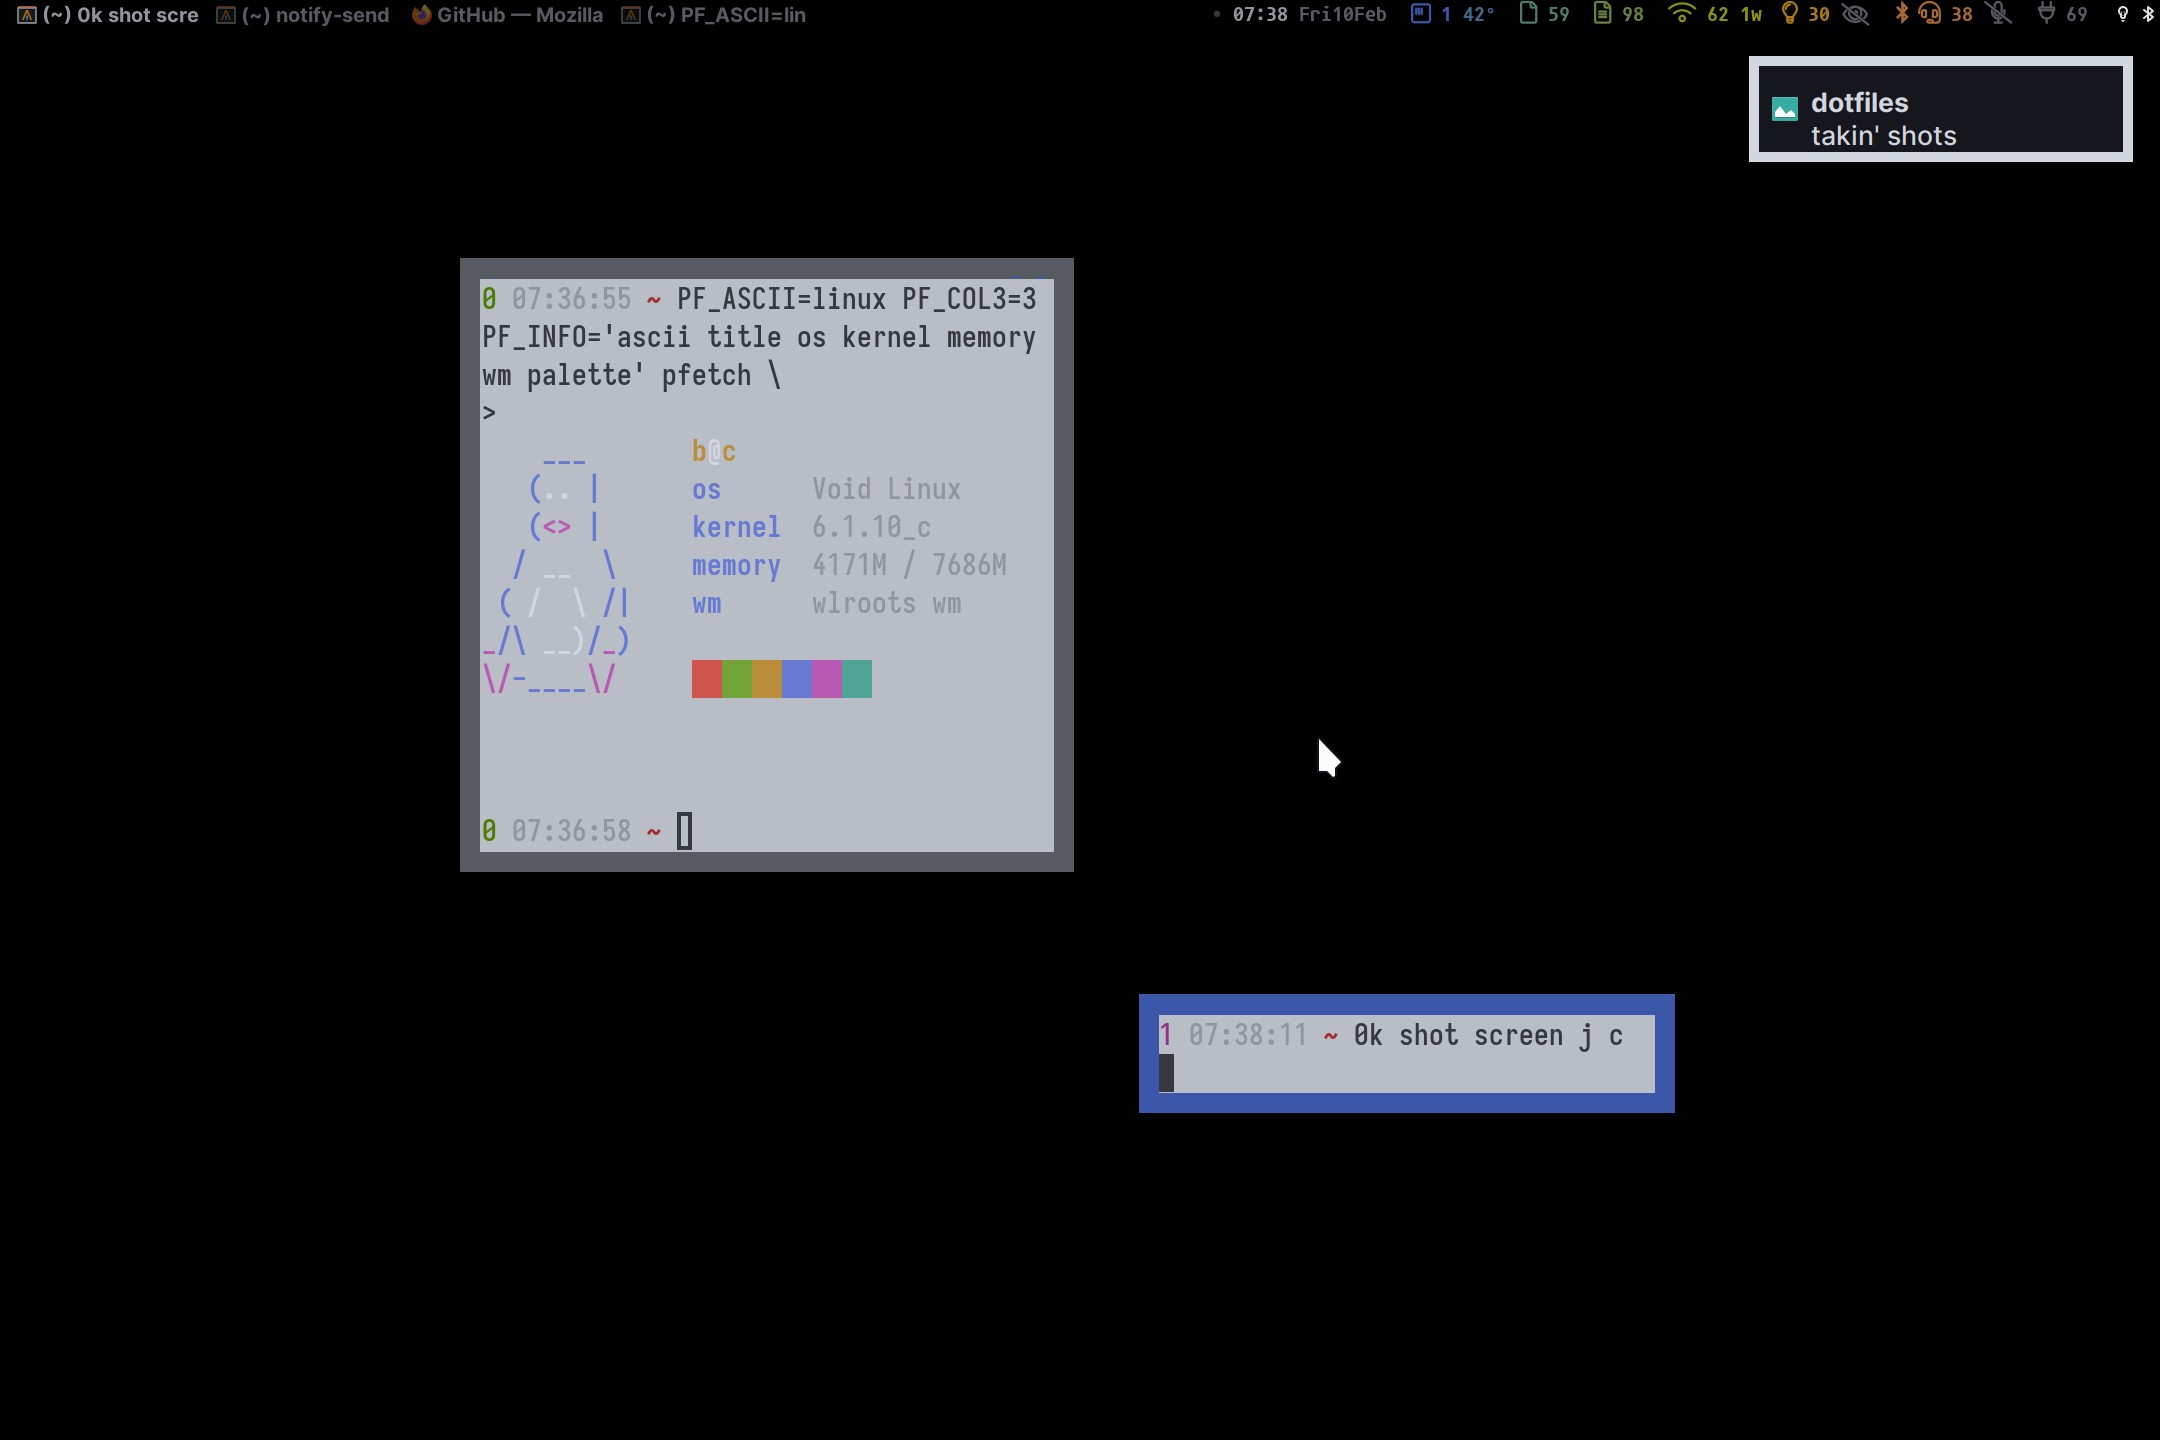 (~) 0k shot scre (~) notify-send GitHub — Mozilla (~) PF_ASCII=lin • 07:38 Fri10Feb 1 42° 59 98 62 1w 30 38 69
dotfiles
takin' shots
0 07:36:55 ~ PF_ASCII=linux PF_COL3=3
PF_INFO='ascii title os kernel memory
wm palette' pfetch \
>
b@c
    ___
   (.. |       os      Void Linux
   (<> |       kernel  6.1.10_c
  / __  \      memory  4171M / 7686M
 ( /  \ /|     wm      wlroots wm
_/\ __)/_)
\/-____\/
0 07:36:58 ~
1 07:38:11 ~ 0k shot screen j c